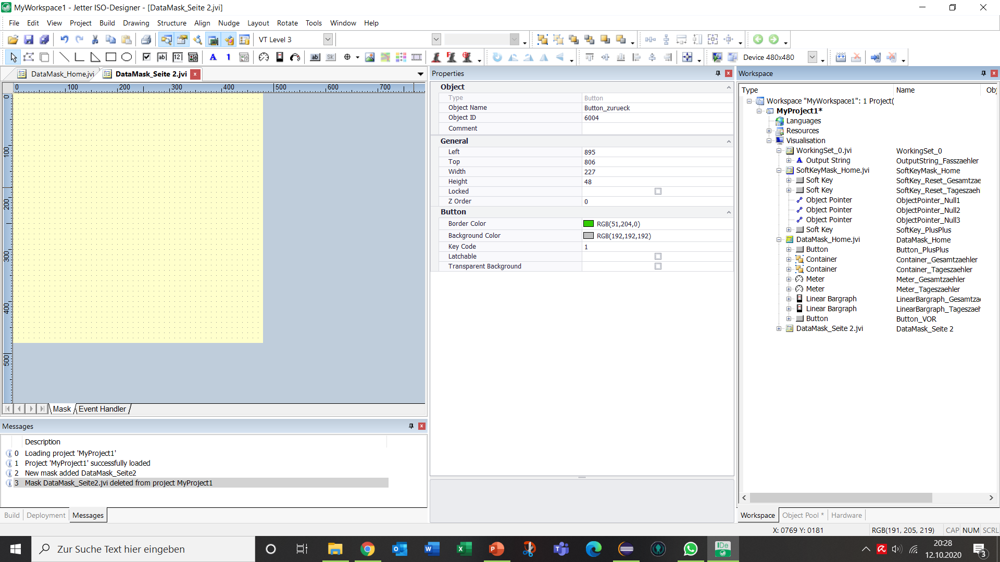 MyWorkspace1 - Jetter ISO-Designer - [DataMask_Seite 2.jvi]
File Edit View Project Build Drawing Structure Align Nudge Layout Rotate Tools Window Help
VT Level 3
Device 480x480
DataMask_Home.jvi DataMask_Seite 2.jvi
0 100 200 300 400 500 600 700
0
100
200
300
400
500
Mask Event Handler
Messages
Description
0 Loading project 'MyProject1'
1 Project 'MyProject1' successfully loaded
2 New mask added DataMask_Seite2
3 Mask DataMask_Seite2.jvi deleted from project MyProject1
Build Deployment Messages
Properties
Object
Type Button
Object Name Button_zurueck
Object ID 6004
Comment
General
Left 895
Top 806
Width 227
Height 48
Locked
Z Order 0
Button
Border Color RGB(51,204,0)
Background Color RGB(192,192,192)
Key Code 1
Latchable
Transparent Background
Workspace
Type Name Obj
Workspace "MyWorkspace1": 1 Project(
MyProject1*
Languages
Resources
Visualisation
WorkingSet_0.jvi WorkingSet_0
Output String OutputString_Fasszaehler
SoftKeyMask_Home.jvi SoftKeyMask_Home
Soft Key SoftKey_Reset_Gesamtzae
Soft Key SoftKey_Reset_Tageszaeh
Object Pointer ObjectPointer_Null1
Object Pointer ObjectPointer_Null2
Object Pointer ObjectPointer_Null3
Soft Key SoftKey_PlusPlus
DataMask_Home.jvi DataMask_Home
Button Button_PlusPlus
Container Container_Gesamtzaehler
Container Container_Tageszaehler
Meter Meter_Gesamtzaehler
Meter Meter_Tageszaehler
Linear Bargraph LinearBargraph_Gesamtza
Linear Bargraph LinearBargraph_Tageszaeh
Button Button_VOR
DataMask_Seite 2.jvi DataMask_Seite 2
Workspace Object Pool * Hardware
X: 0769 Y: 0181 RGB(191, 205, 219) CAP NUM SCRL
Zur Suche Text hier eingeben
20:28
12.10.2020
3